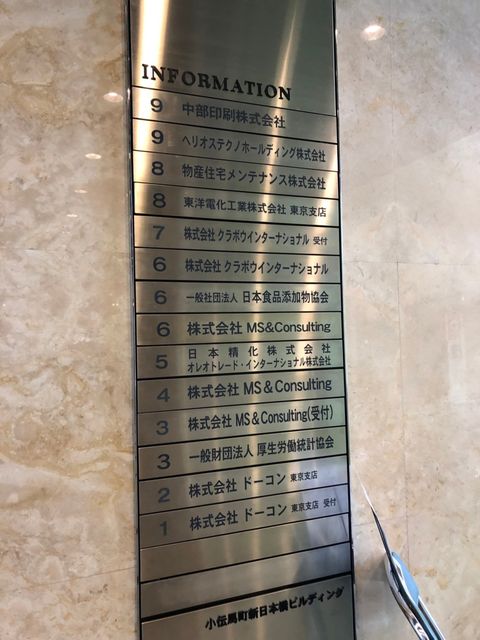 INFORMATION
9 中部印刷株式会社
9 ヘリオステクノホールディング株式会社
8 物産住宅メンテナンス株式会社
8 東洋電化工業株式会社 東京支店
7 株式会社 クラボウインターナショナル 受付
6 株式会社 クラボウインターナショナル
6 一般社団法人 日本食品添加物協会
6 株式会社 MS&Consulting
5 日本精化株式会社
オレオトレード・インターナショナル株式会社
4 株式会社 MS&Consulting
3 株式会社 MS&Consulting(受付)
3 一般財団法人 厚生労働統計協会
2 株式会社 ドーコン 東京支店
1 株式会社 ドーコン 東京支店 受付
小伝馬町新日本橋ビルディング